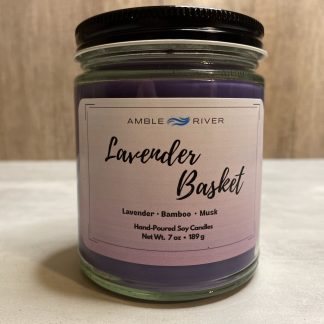 AMBLE RIVER
Lavender
Basket
Lavender · Bamboo · Musk
Hand-Poured Soy Candles
Net Wt. 7 oz · 189 g